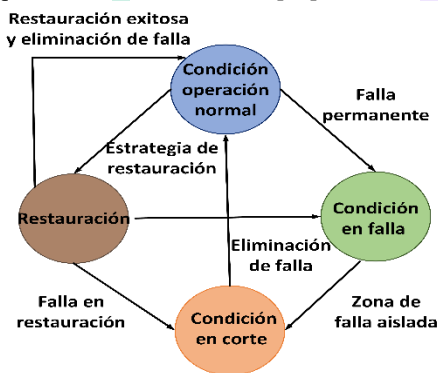 Restauración exitosa
y eliminación de falla
Condición
operación
normal
Falla
permanente
Estrategia de
restauración
Restauración
Condición
en falla
Eliminación
de falla
Falla en
restauración
Condición
en corte
Zona de
falla aislada